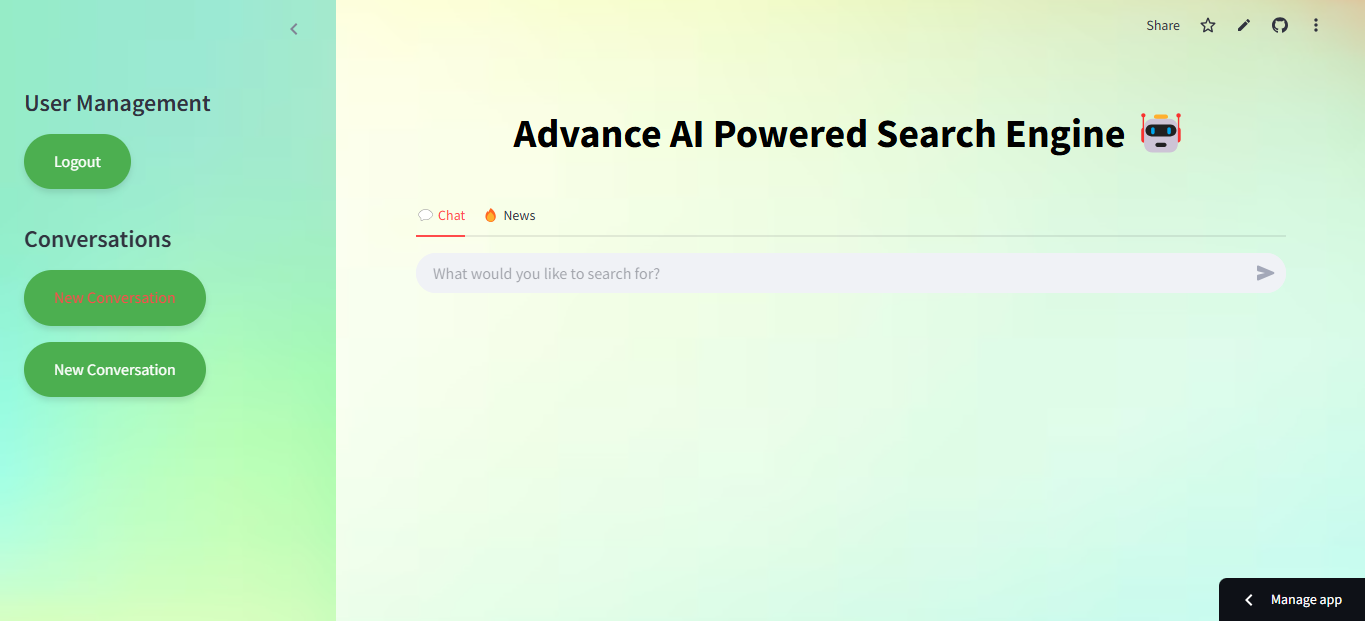 User Management
Logout
Conversations
New Conversation
New Conversation
Share
Advance AI Powered Search Engine
Chat
News
What would you like to search for?
Manage app